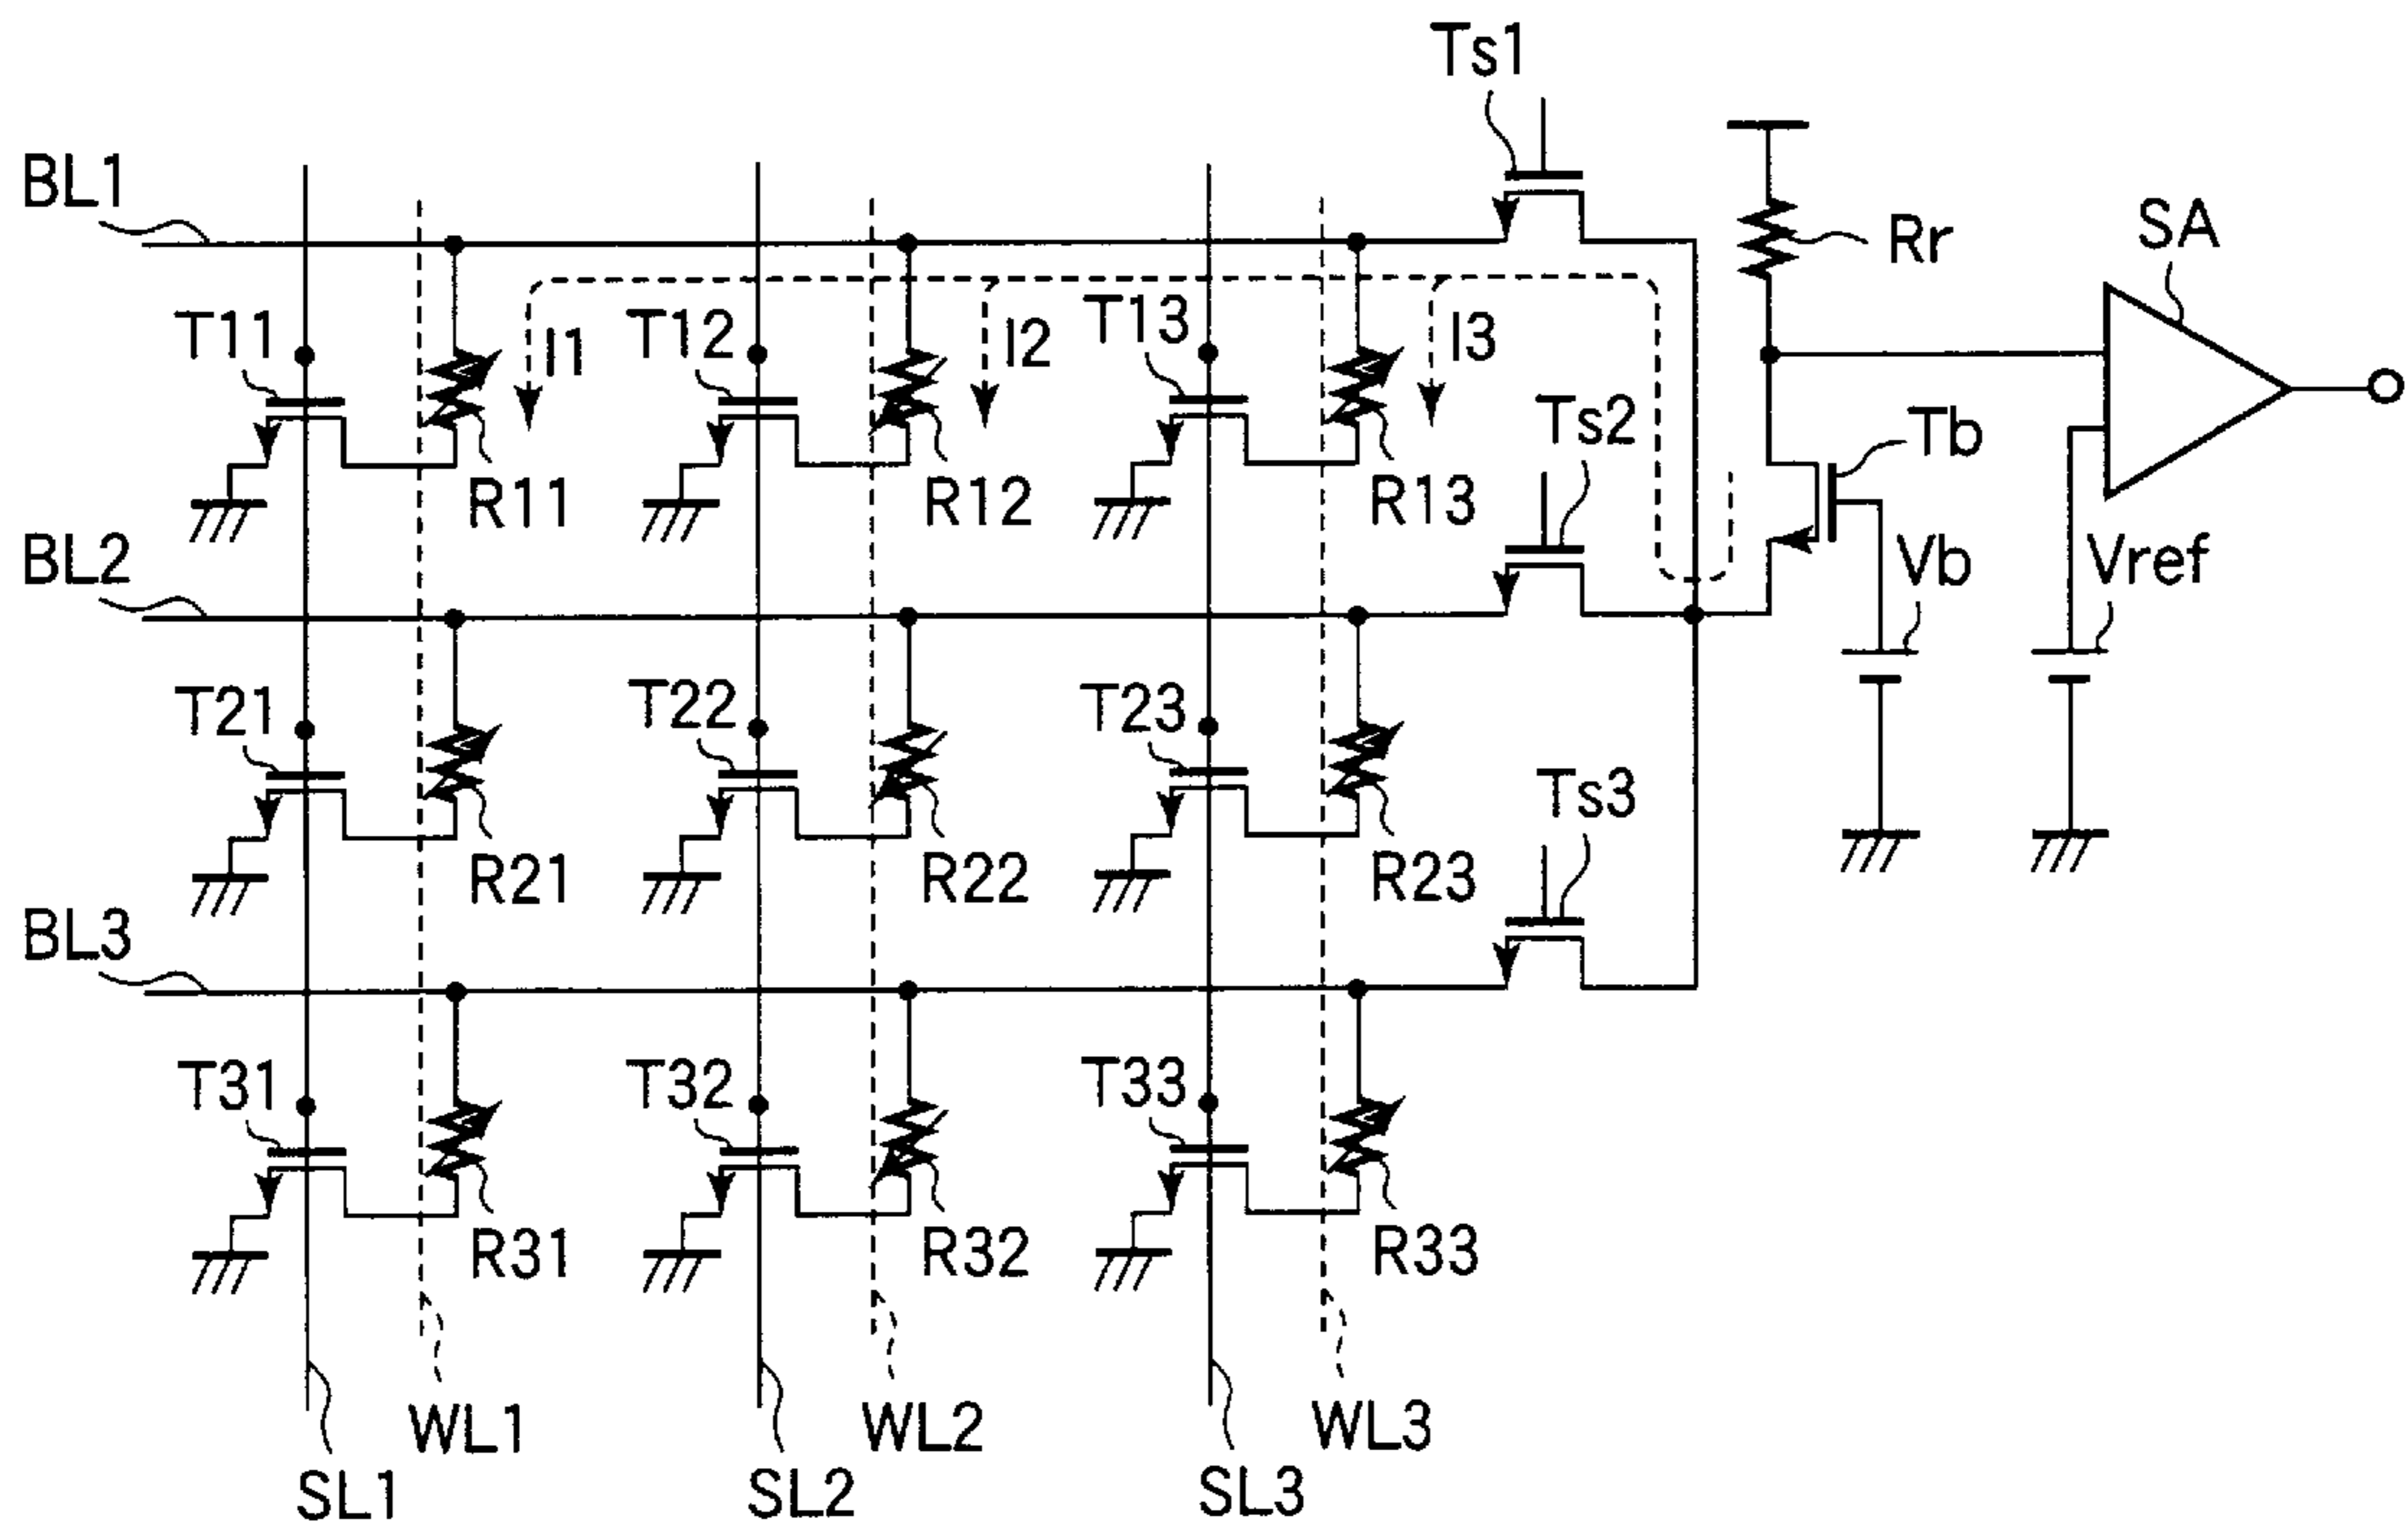 Ts1
BL1
Rr
SA
T11
I1
T12
I2
T13
I3
Ts2
Tb
R11
R12
R13
BL2
Vb
Vref
T21
T22
T23
Ts3
R21
R22
R23
BL3
T31
T32
T33
R31
R32
R33
WL1
WL2
WL3
SL1
SL2
SL3